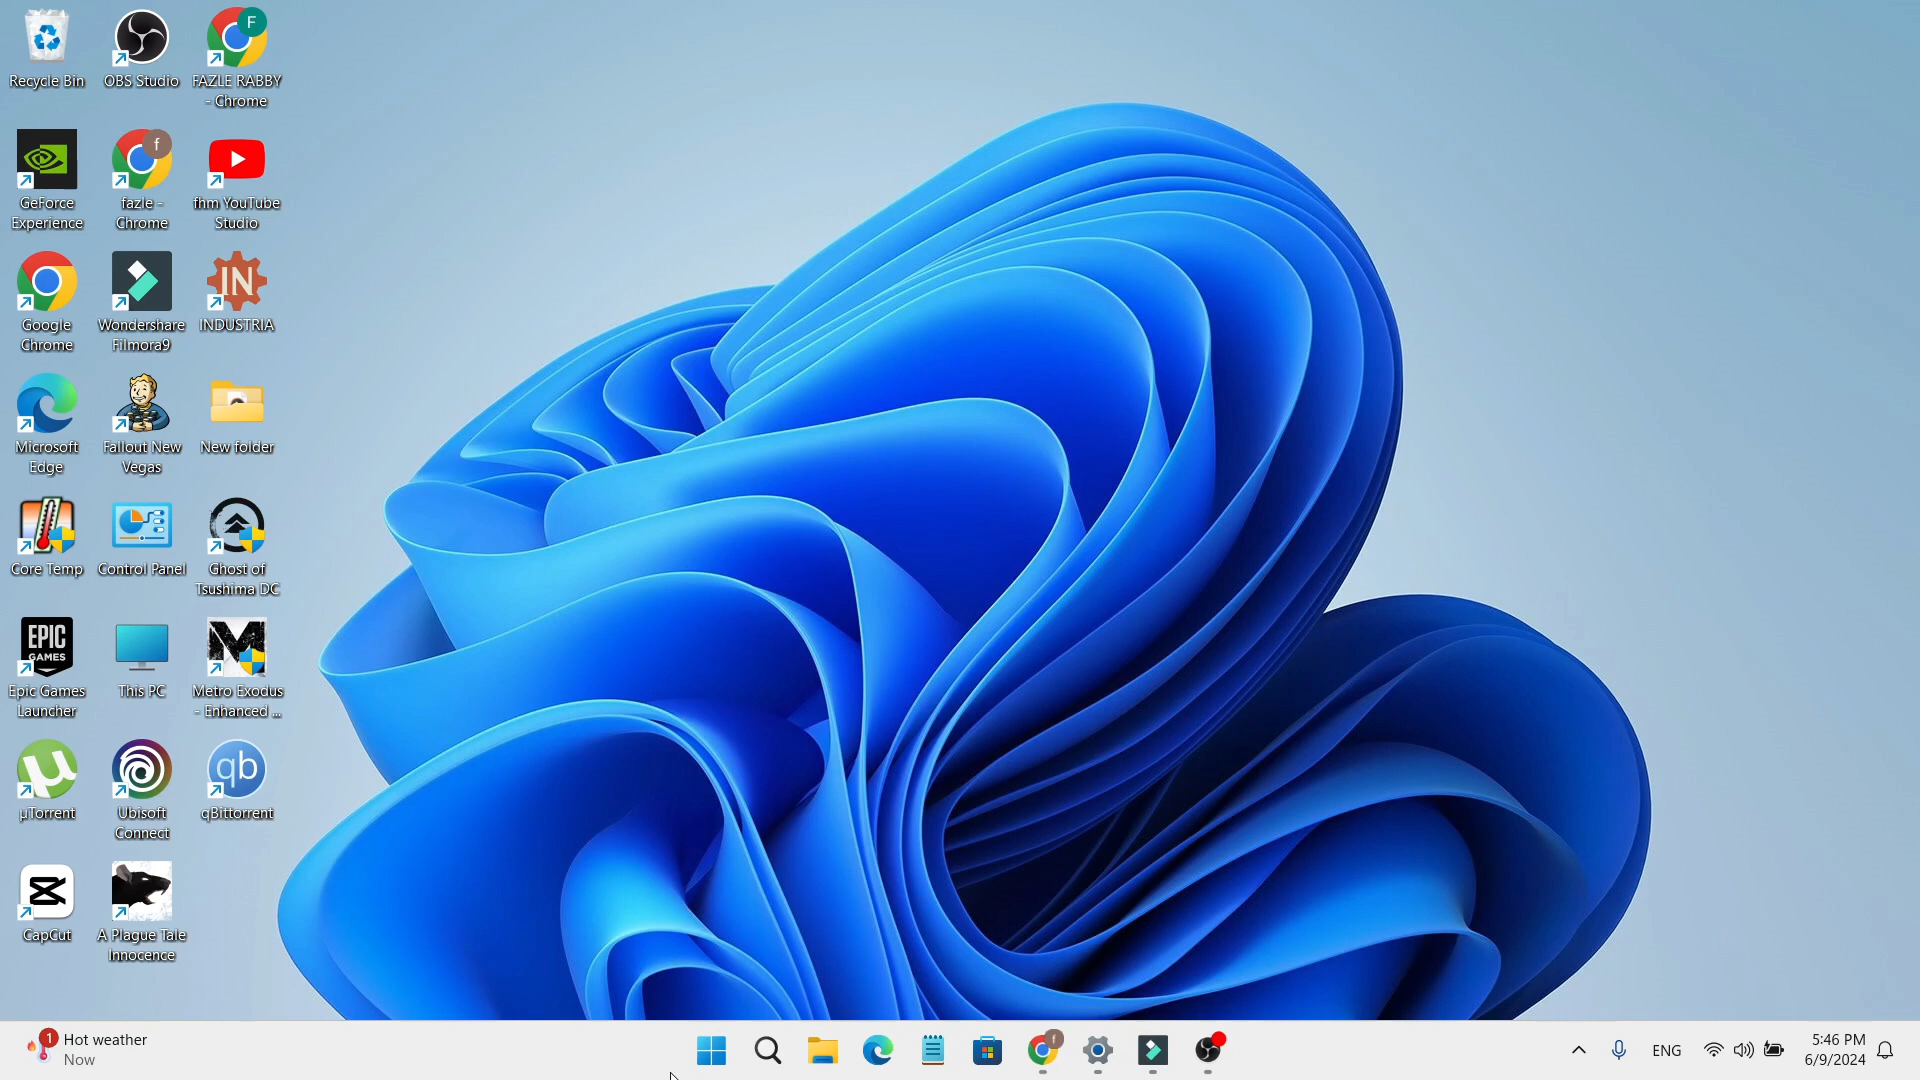 Recycle Bin
OBS Studio
F
FAZLE RABBY
- Chrome
GeForce
Experience
f
fazle -
Chrome
fhm YouTube
Studio
Google
Chrome
Wondershare
Filmora9
IN
INDUSTRIA
Microsoft
Edge
Fallout New
Vegas
New folder
Core Temp
Control Panel
Ghost of
Tsushima DC
EPIC
GAMES
Epic Games
Launcher
This PC
M
Metro Exodus
- Enhanced ...
µ
µTorrent
Ubisoft
Connect
qb
qBittorrent
CapCut
A Plague Tale
Innocence
1
Hot weather
Now
f
ENG
5:46 PM
6/9/2024